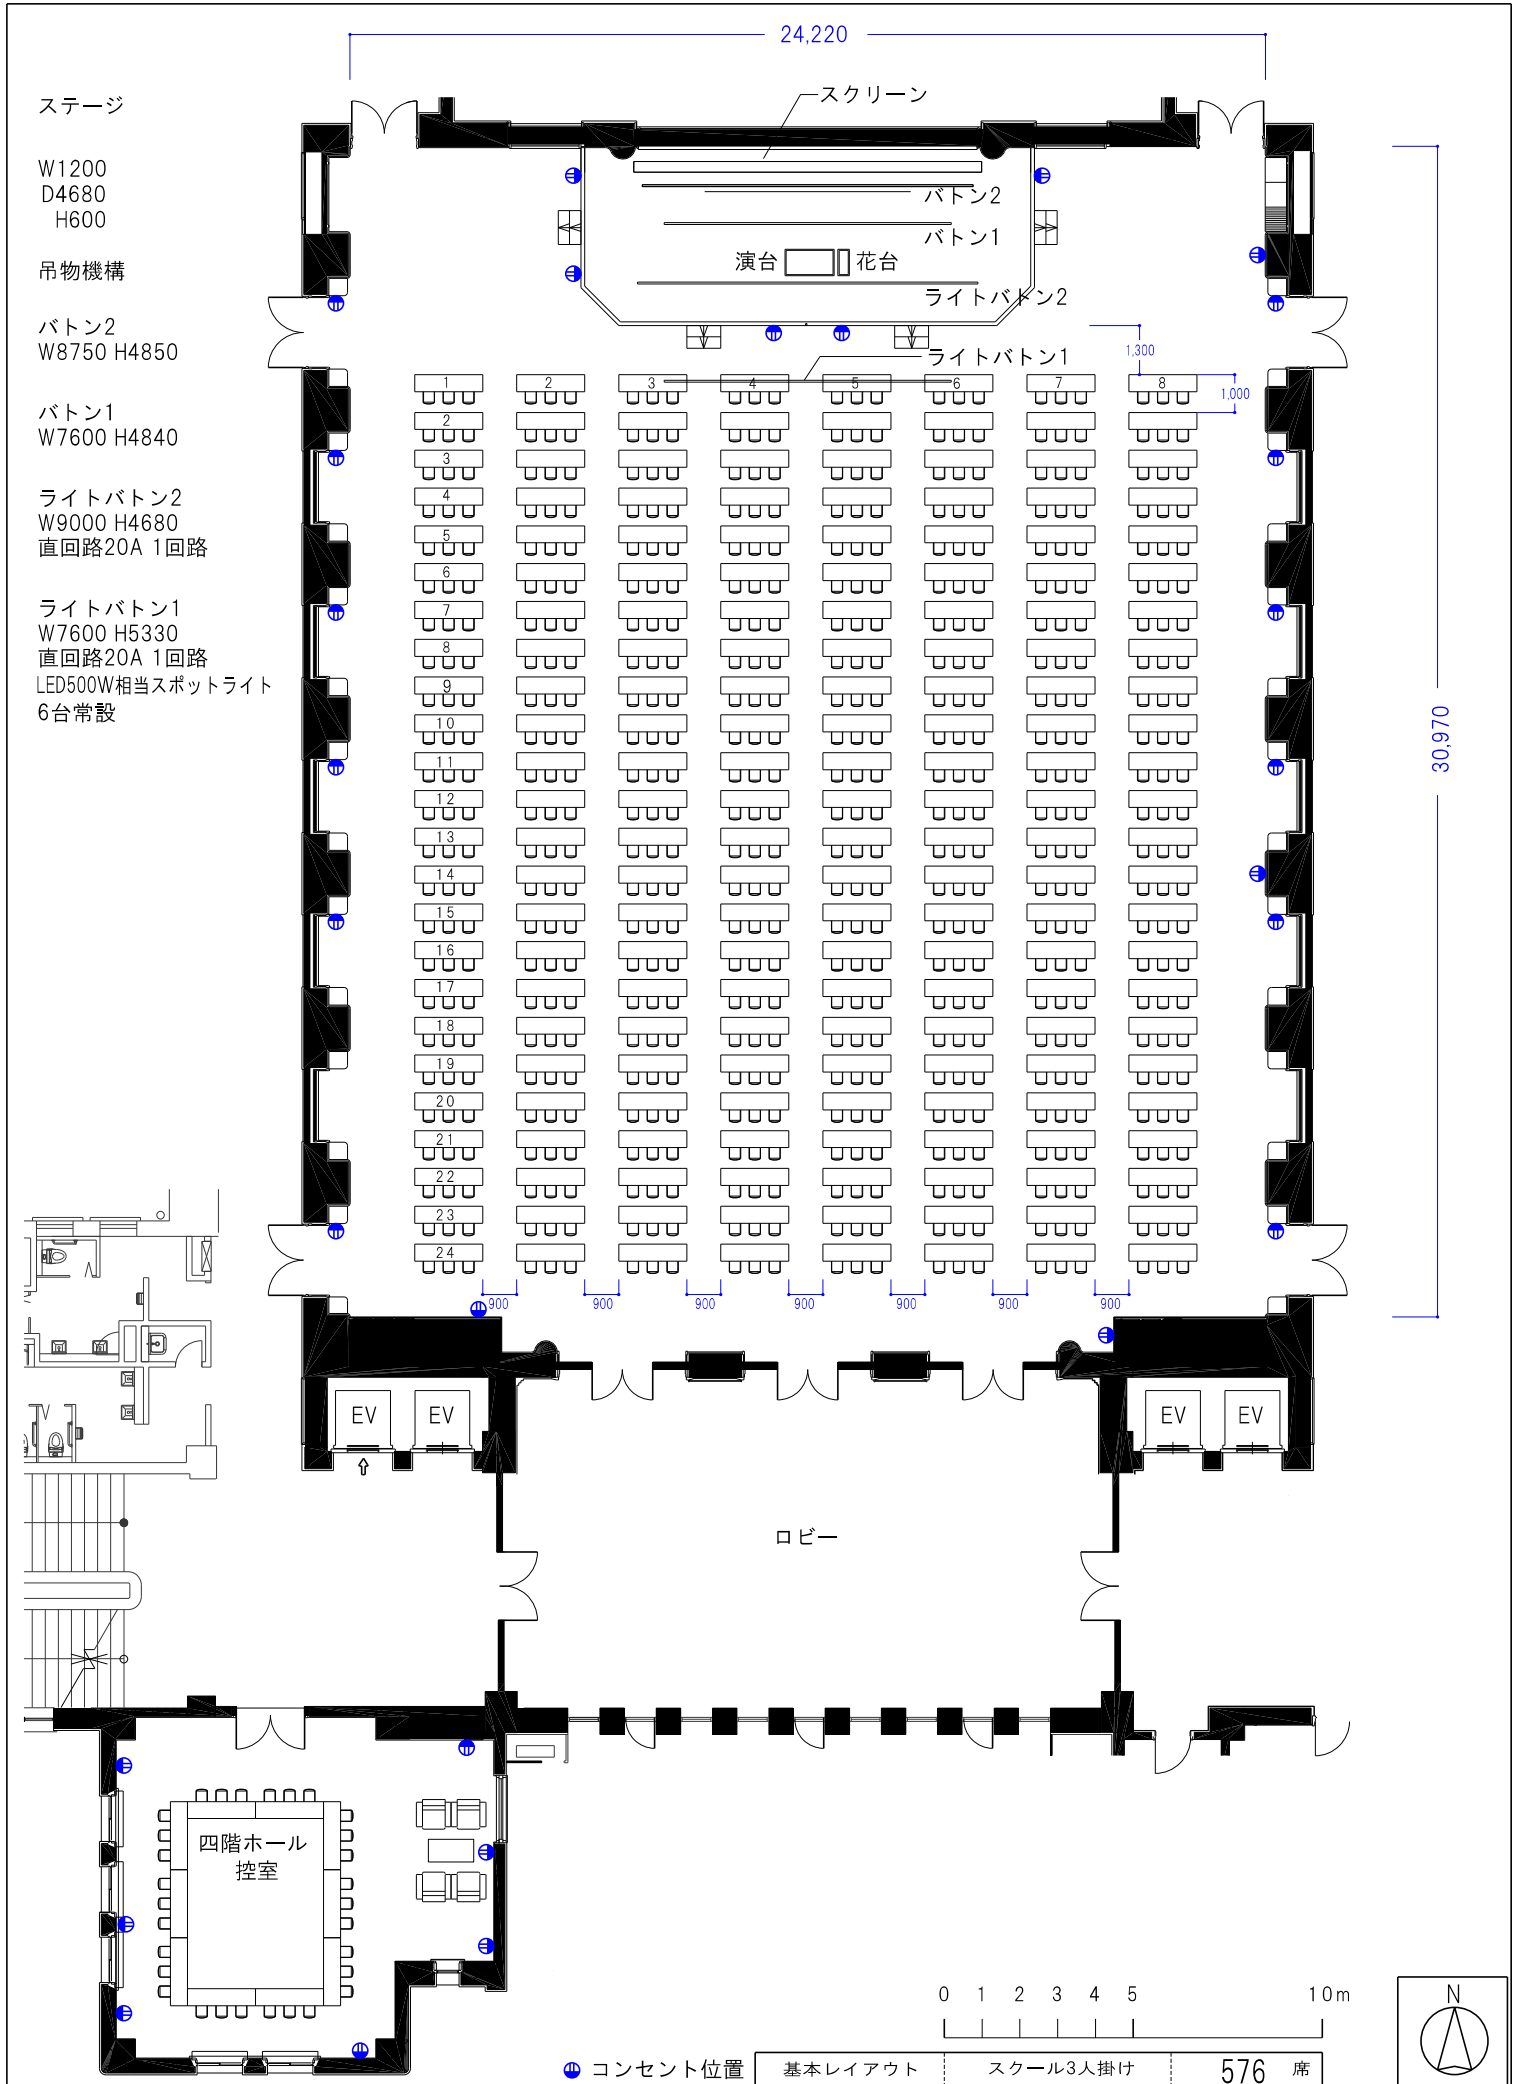 24,220
ステージ
スクリーン
W1200
D4680
H600
バトン2
バトン1
吊物機構
演台
花台
ライトバトン2
バトン2
W8750 H4850
1,300
ライトバトン1
1 2 3 4 5 6 7 8
1,000
バトン1
W7600 H4840
2
3
ライトバトン2
W9000 H4680
直回路20A 1回路
4
5
6
ライトバトン1
W7600 H5330
直回路20A 1回路
LED500W相当スポットライト
6台常設
7
8
9
10
30,970
11
12
13
14
15
16
17
18
19
20
21
22
23
24
900 900 900 900 900 900 900
EV EV EV EV
ロビー
四階ホール
控室
0 1 2 3 4 5 10m
N
コンセント位置
基本レイアウト スクール3人掛け 576 席